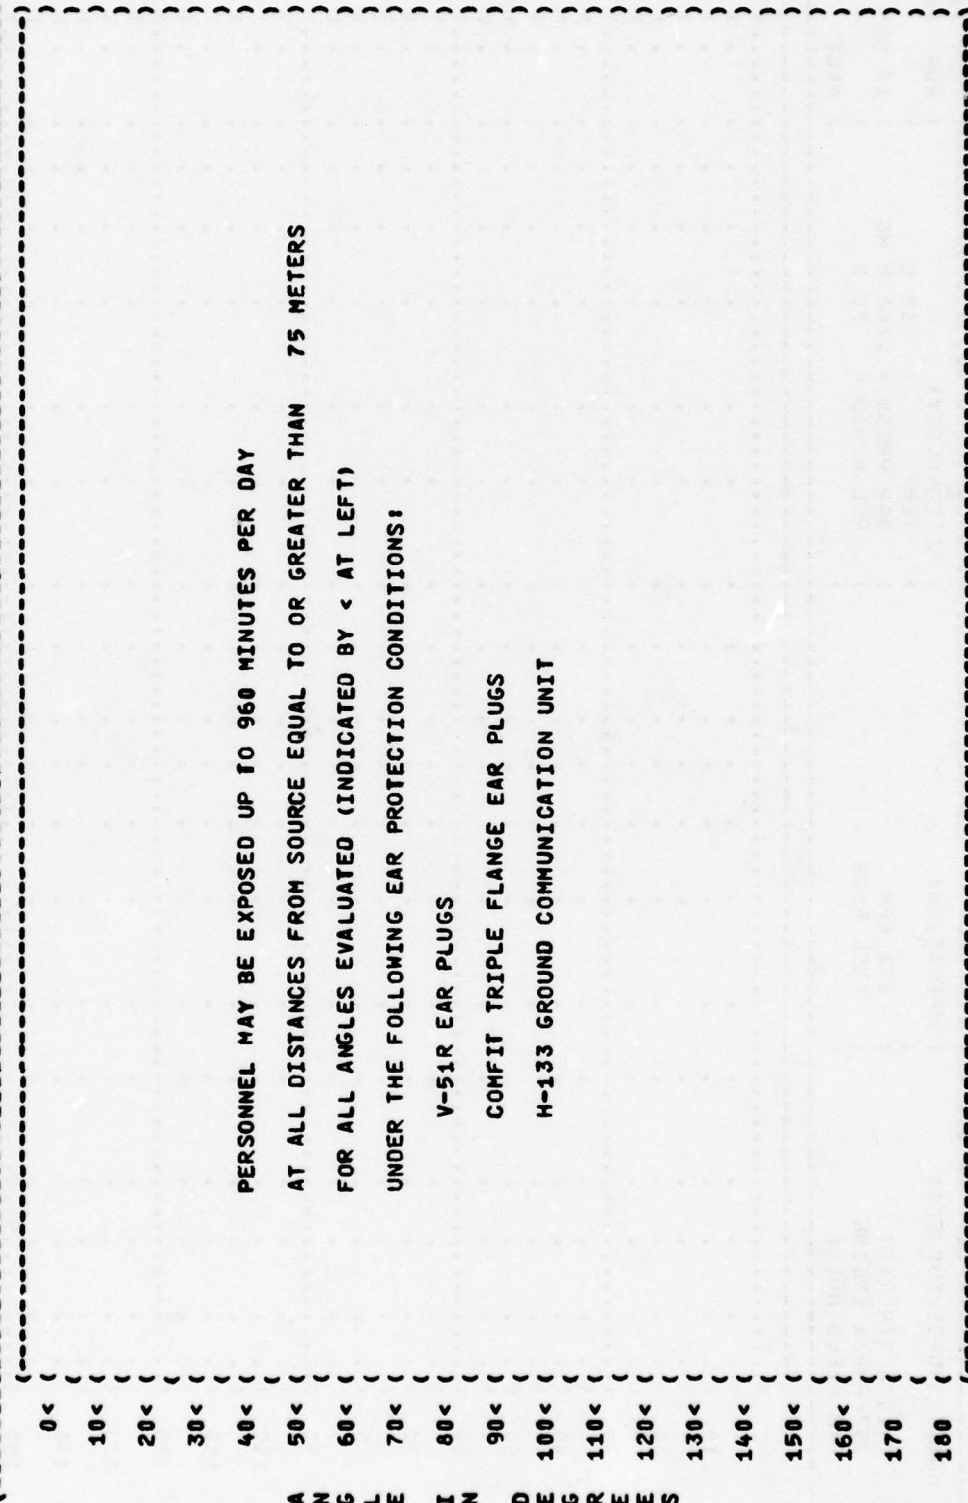 PERSONNEL MAY BE EXPOSED UP TO 960 MINUTES PER DAY
AT ALL DISTANCES FROM SOURCE EQUAL TO OR GREATER THAN 75 METERS
FOR ALL ANGLES EVALUATED (INDICATED BY < AT LEFT)
UNDER THE FOLLOWING EAR PROTECTION CONDITIONS:
V-51R EAR PLUGS
COMFIT TRIPLE FLANGE EAR PLUGS
H-133 GROUND COMMUNICATION UNIT
0<
10<
20<
30<
40<
50<
60<
70<
80<
90<
100<
110<
120<
130<
140<
150<
160<
170
180
ANGLE
IN
DEGREES